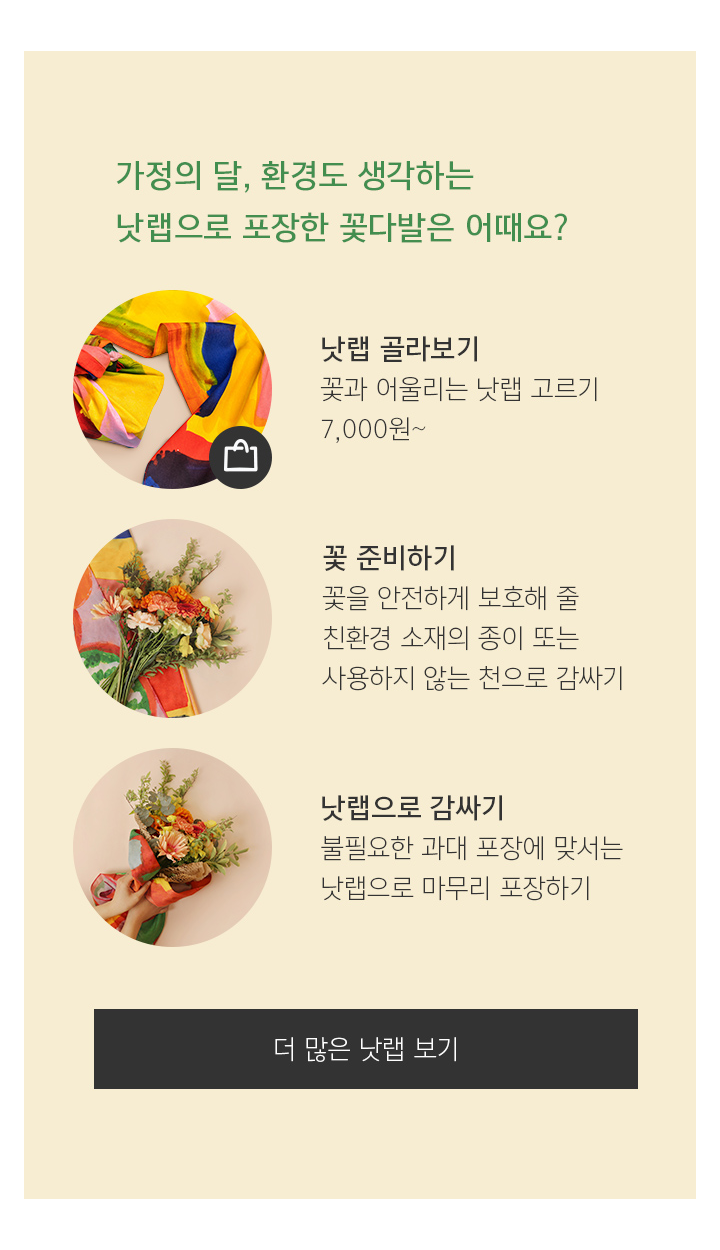 가정의 달, 환경도 생각하는
낫랩으로 포장한 꽃다발은 어때요?
낫랩 골라보기
꽃과 어울리는 낫랩 고르기
7,000원~
꽃 준비하기
꽃을 안전하게 보호해 줄
친환경 소재의 종이 또는
사용하지 않는 천으로 감싸기
낫랩으로 감싸기
불필요한 과대 포장에 맞서는
낫랩으로 마무리 포장하기
더 많은 낫랩 보기